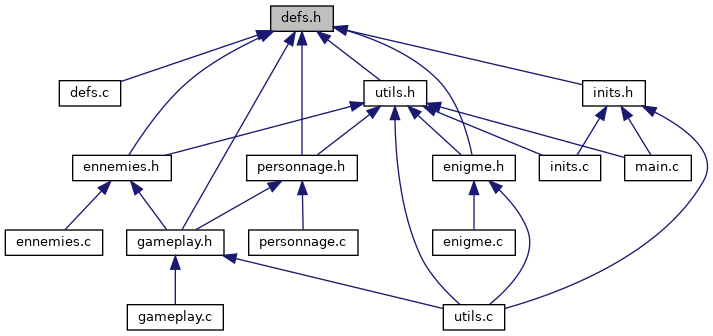 defs.h
defs.c
utils.h
inits.h
ennemies.h
personnage.h
enigme.h
inits.c
main.c
ennemies.c
gameplay.h
personnage.c
enigme.c
gameplay.c
utils.c